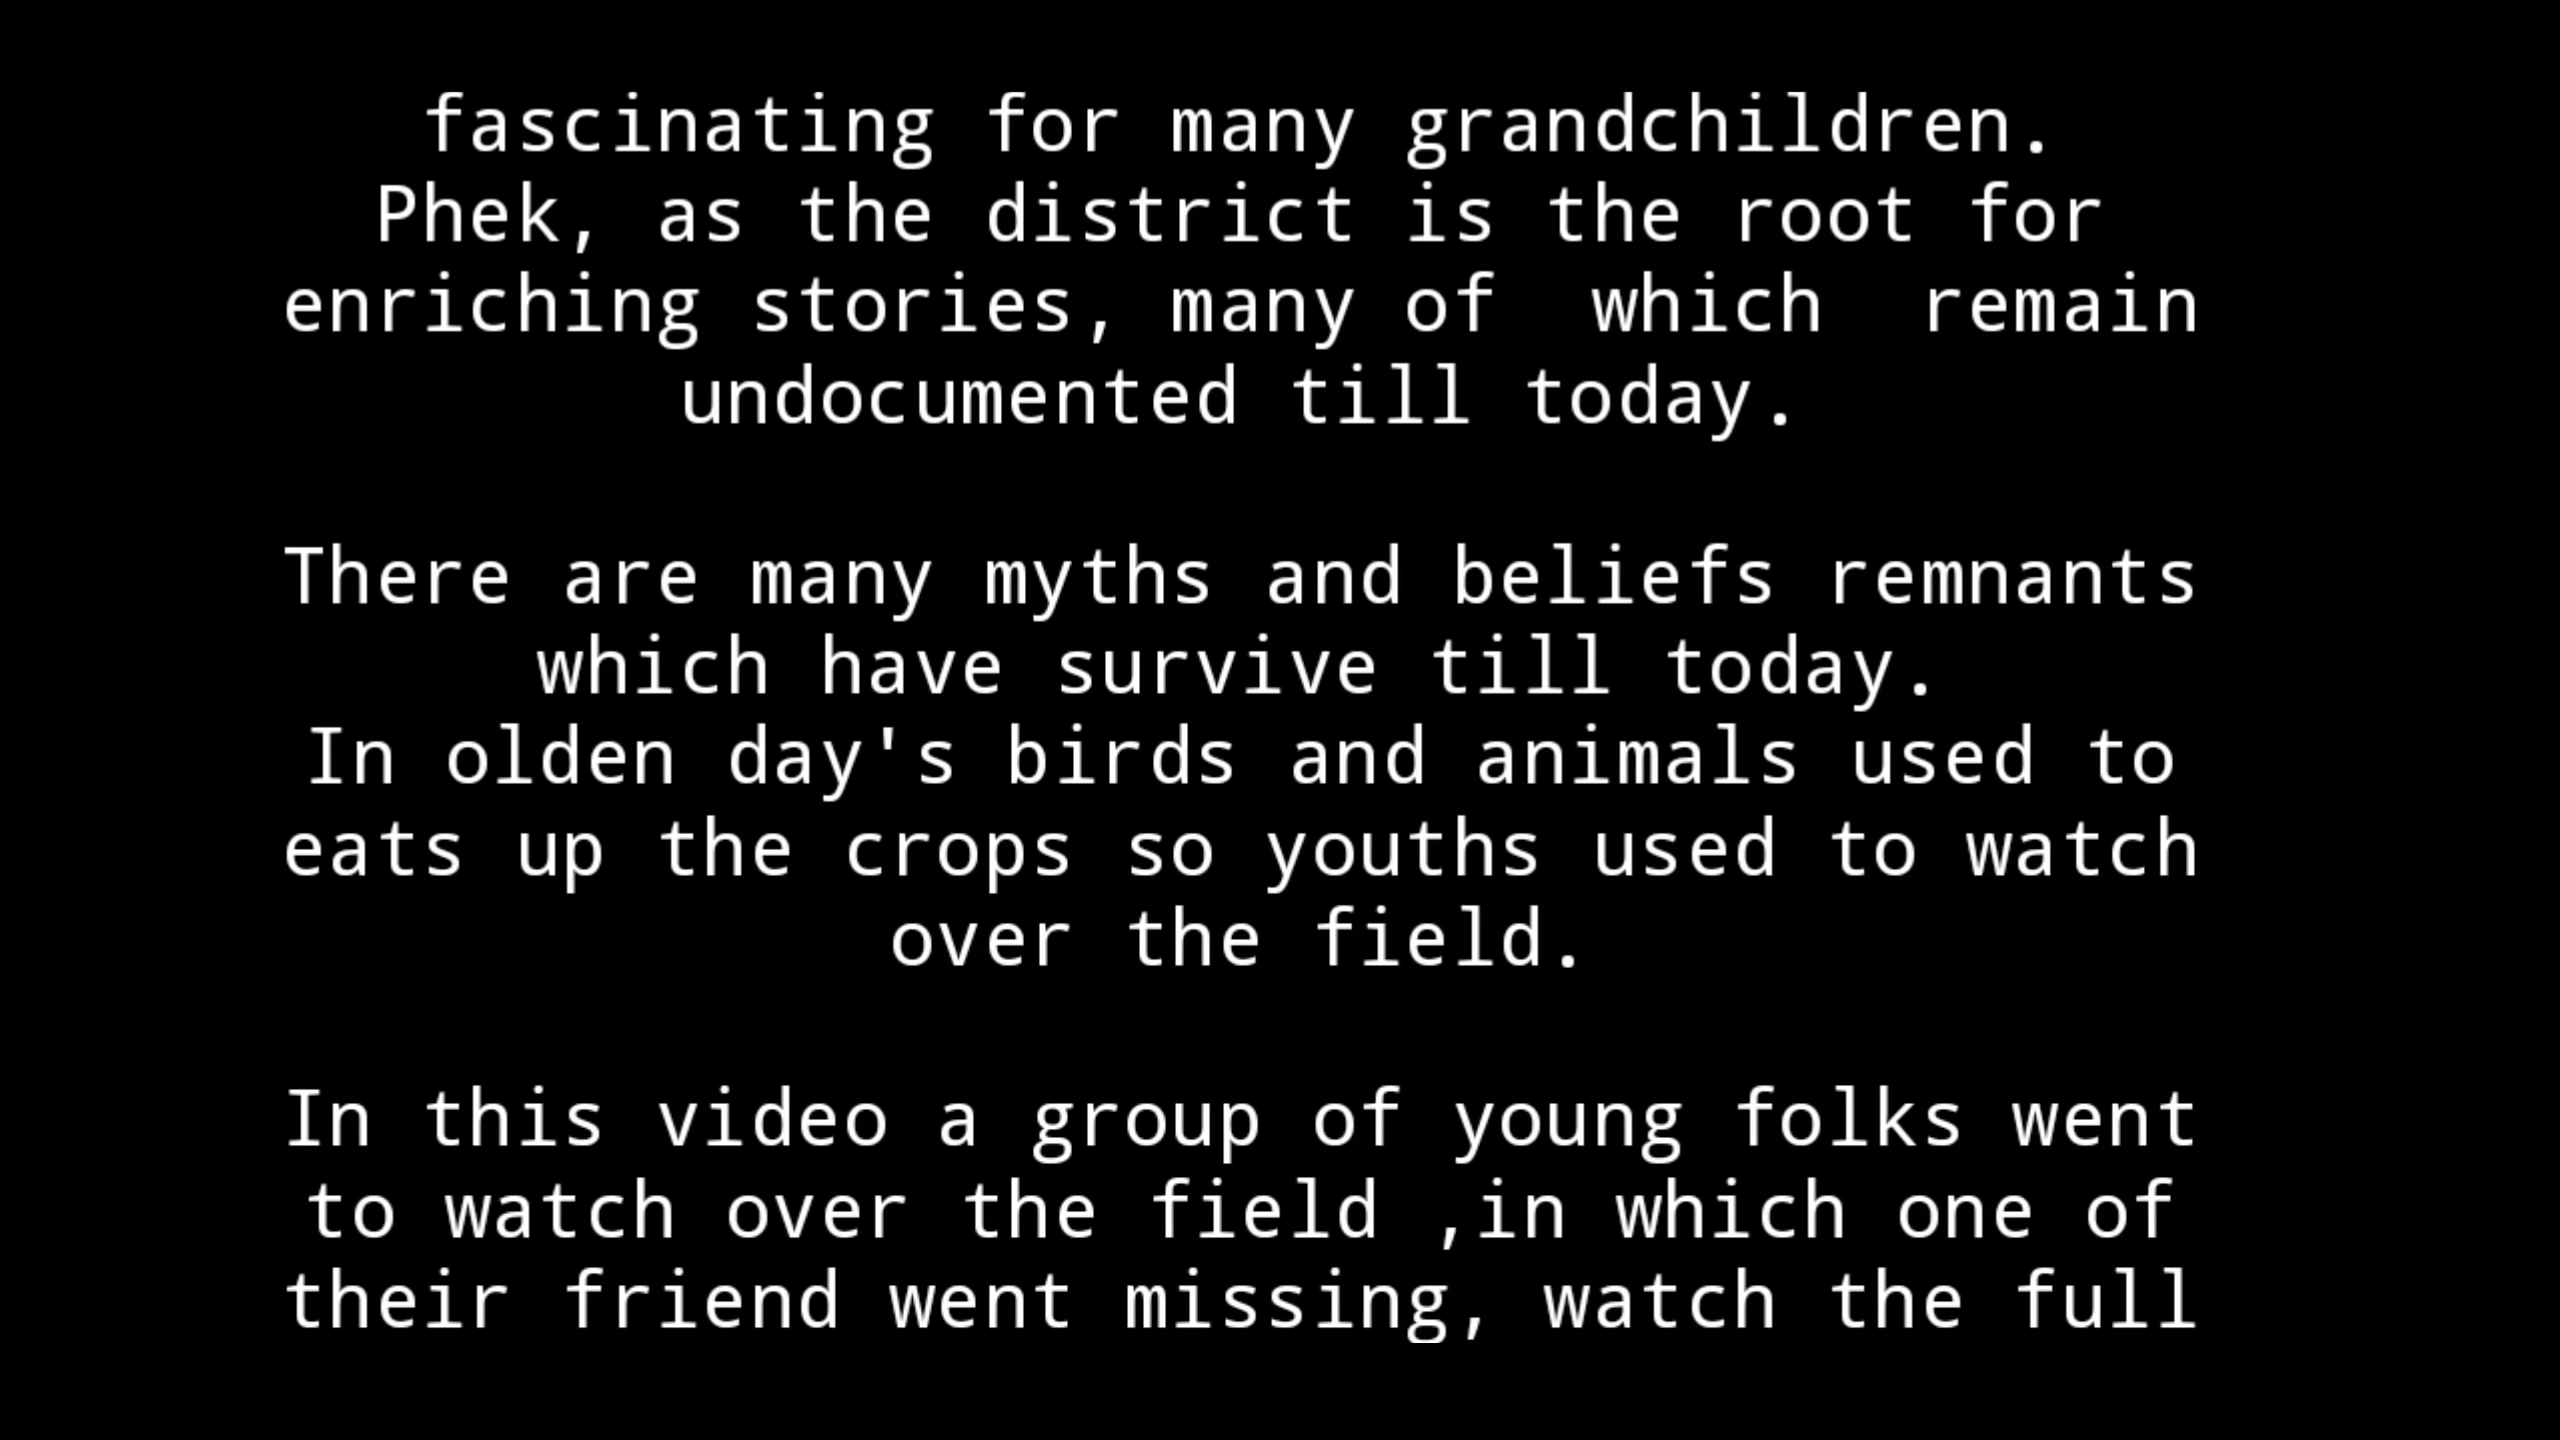 fascinating for many grandchildren.
Phek, as the district is the root for
enriching stories, many of  which  remain
undocumented till today.
There are many myths and beliefs remnants
which have survive till today.
In olden day's birds and animals used to
eats up the crops so youths used to watch
over the field.
In this video a group of young folks went
to watch over the field ,in which one of
their friend went missing, watch the full